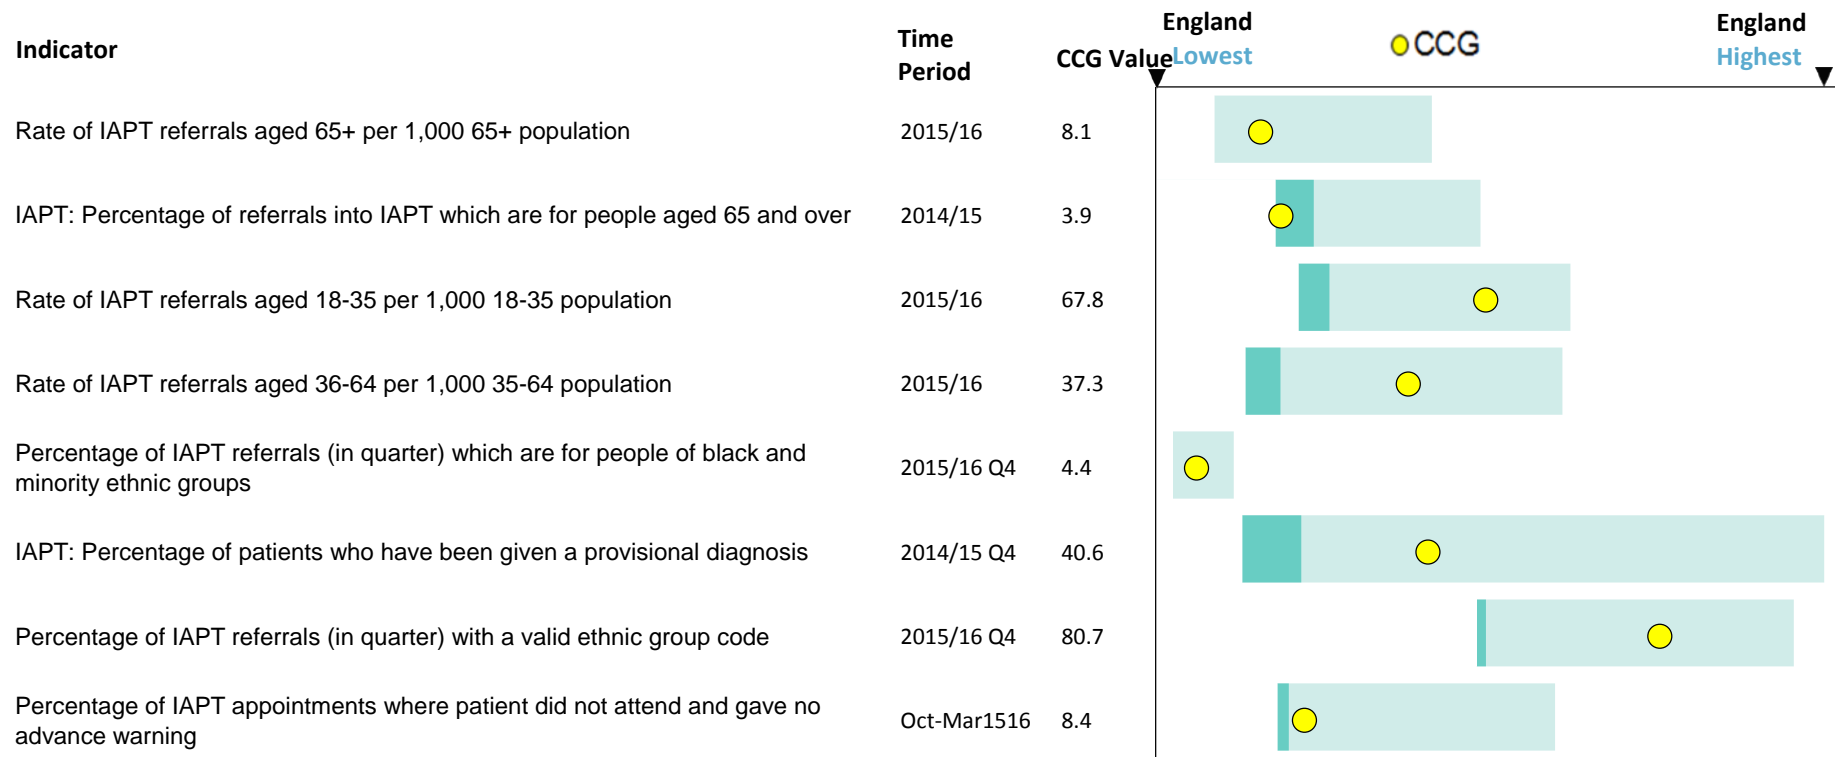 Indicator
Time
Period
CCG Value
England
Lowest
CCG
England
Highest
Rate of IAPT referrals aged 65+ per 1,000 65+ population 2015/16 8.1
IAPT: Percentage of referrals into IAPT which are for people aged 65 and over 2014/15 3.9
Rate of IAPT referrals aged 18-35 per 1,000 18-35 population 2015/16 67.8
Rate of IAPT referrals aged 36-64 per 1,000 35-64 population 2015/16 37.3
Percentage of IAPT referrals (in quarter) which are for people of black and
minority ethnic groups
2015/16 Q4 4.4
IAPT: Percentage of patients who have been given a provisional diagnosis 2014/15 Q4 40.6
Percentage of IAPT referrals (in quarter) with a valid ethnic group code 2015/16 Q4 80.7
Percentage of IAPT appointments where patient did not attend and gave no
advance warning
Oct-Mar1516 8.4